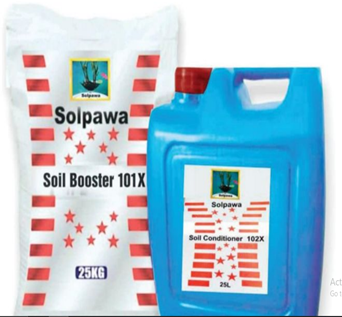 Solpawa
Soil Booster 101X
25KG
Solpawa
Soil Conditioner 102X
25L